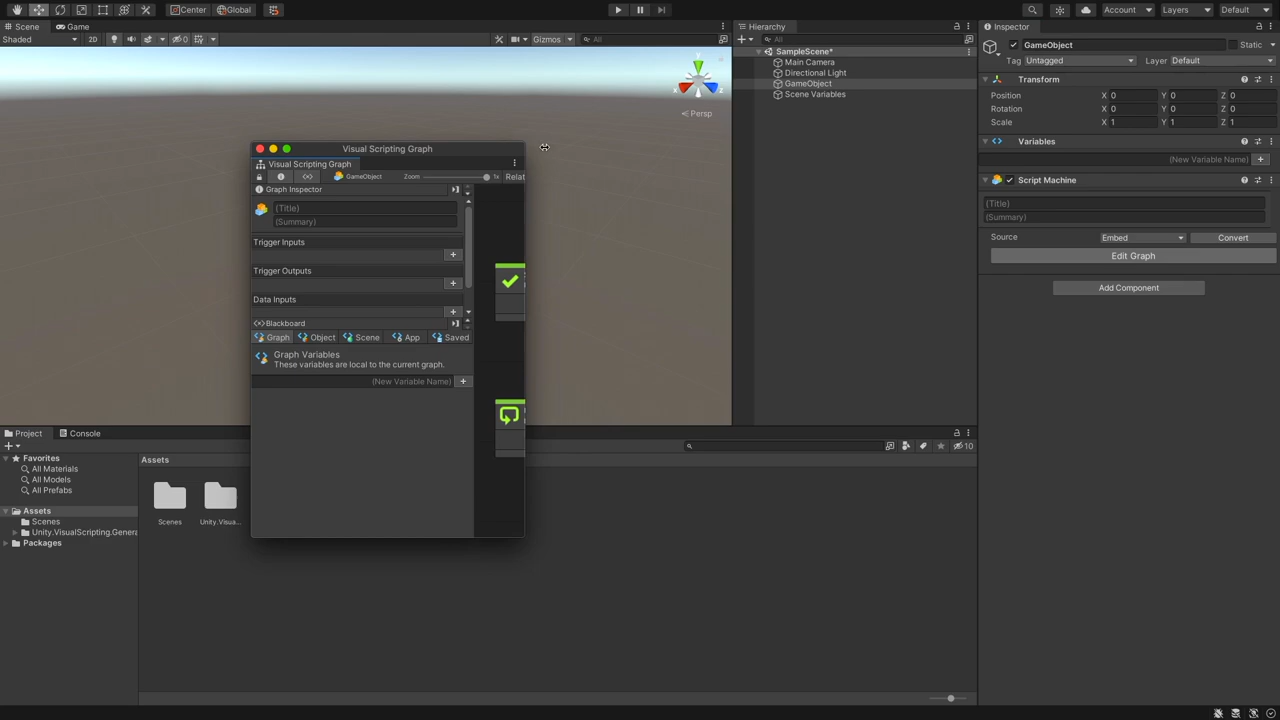 Center
Global
Account
Layers
Default
Scene
Game
Hierarchy
Inspector
Shaded
2D
0
Gizmos
All
All
GameObject
Static
SampleScene*
Tag
Untagged
Layer
Default
Main Camera
Directional Light
GameObject
Scene Variables
Transform
Position
X
0
Y
0
Z
0
Rotation
X
0
Y
0
Z
0
Scale
X
1
Y
1
Z
1
y
x
z
Persp
Variables
(New Variable Name)
Script Machine
(Title)
(Summary)
Source
Embed
Convert
Edit Graph
Add Component
Visual Scripting Graph
Visual Scripting Graph
GameObject
Zoom
1x
Relat
Graph Inspector
(Title)
(Summary)
Trigger Inputs
Trigger Outputs
Data Inputs
Blackboard
Graph
Object
Scene
App
Saved
Graph Variables
These variables are local to the current graph.
(New Variable Name)
Project
Console
10
Favorites
All Materials
All Models
All Prefabs
Assets
Scenes
Unity.VisualScripting.Genera
Packages
Assets
Scenes
Unity.Visua...